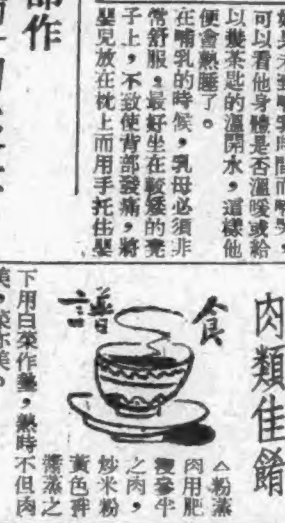 部作
可以看他身體是否溫暖或給
以幾茶匙的溫開水，這樣他
便會熟睡了。
在哺乳的時候，乳母必須非
常舒服，最好坐在較矮的凳
子上，不致使背部發痛，將
嬰兒放在枕上而用手托住嬰
肉類佳餚
食譜
△粉蒸
肉用肥
瘦參半
之肉，
炒米粉
黃色拌
醬蒸之
下用白菜作墊，熟時不但肉
美，菜亦美。